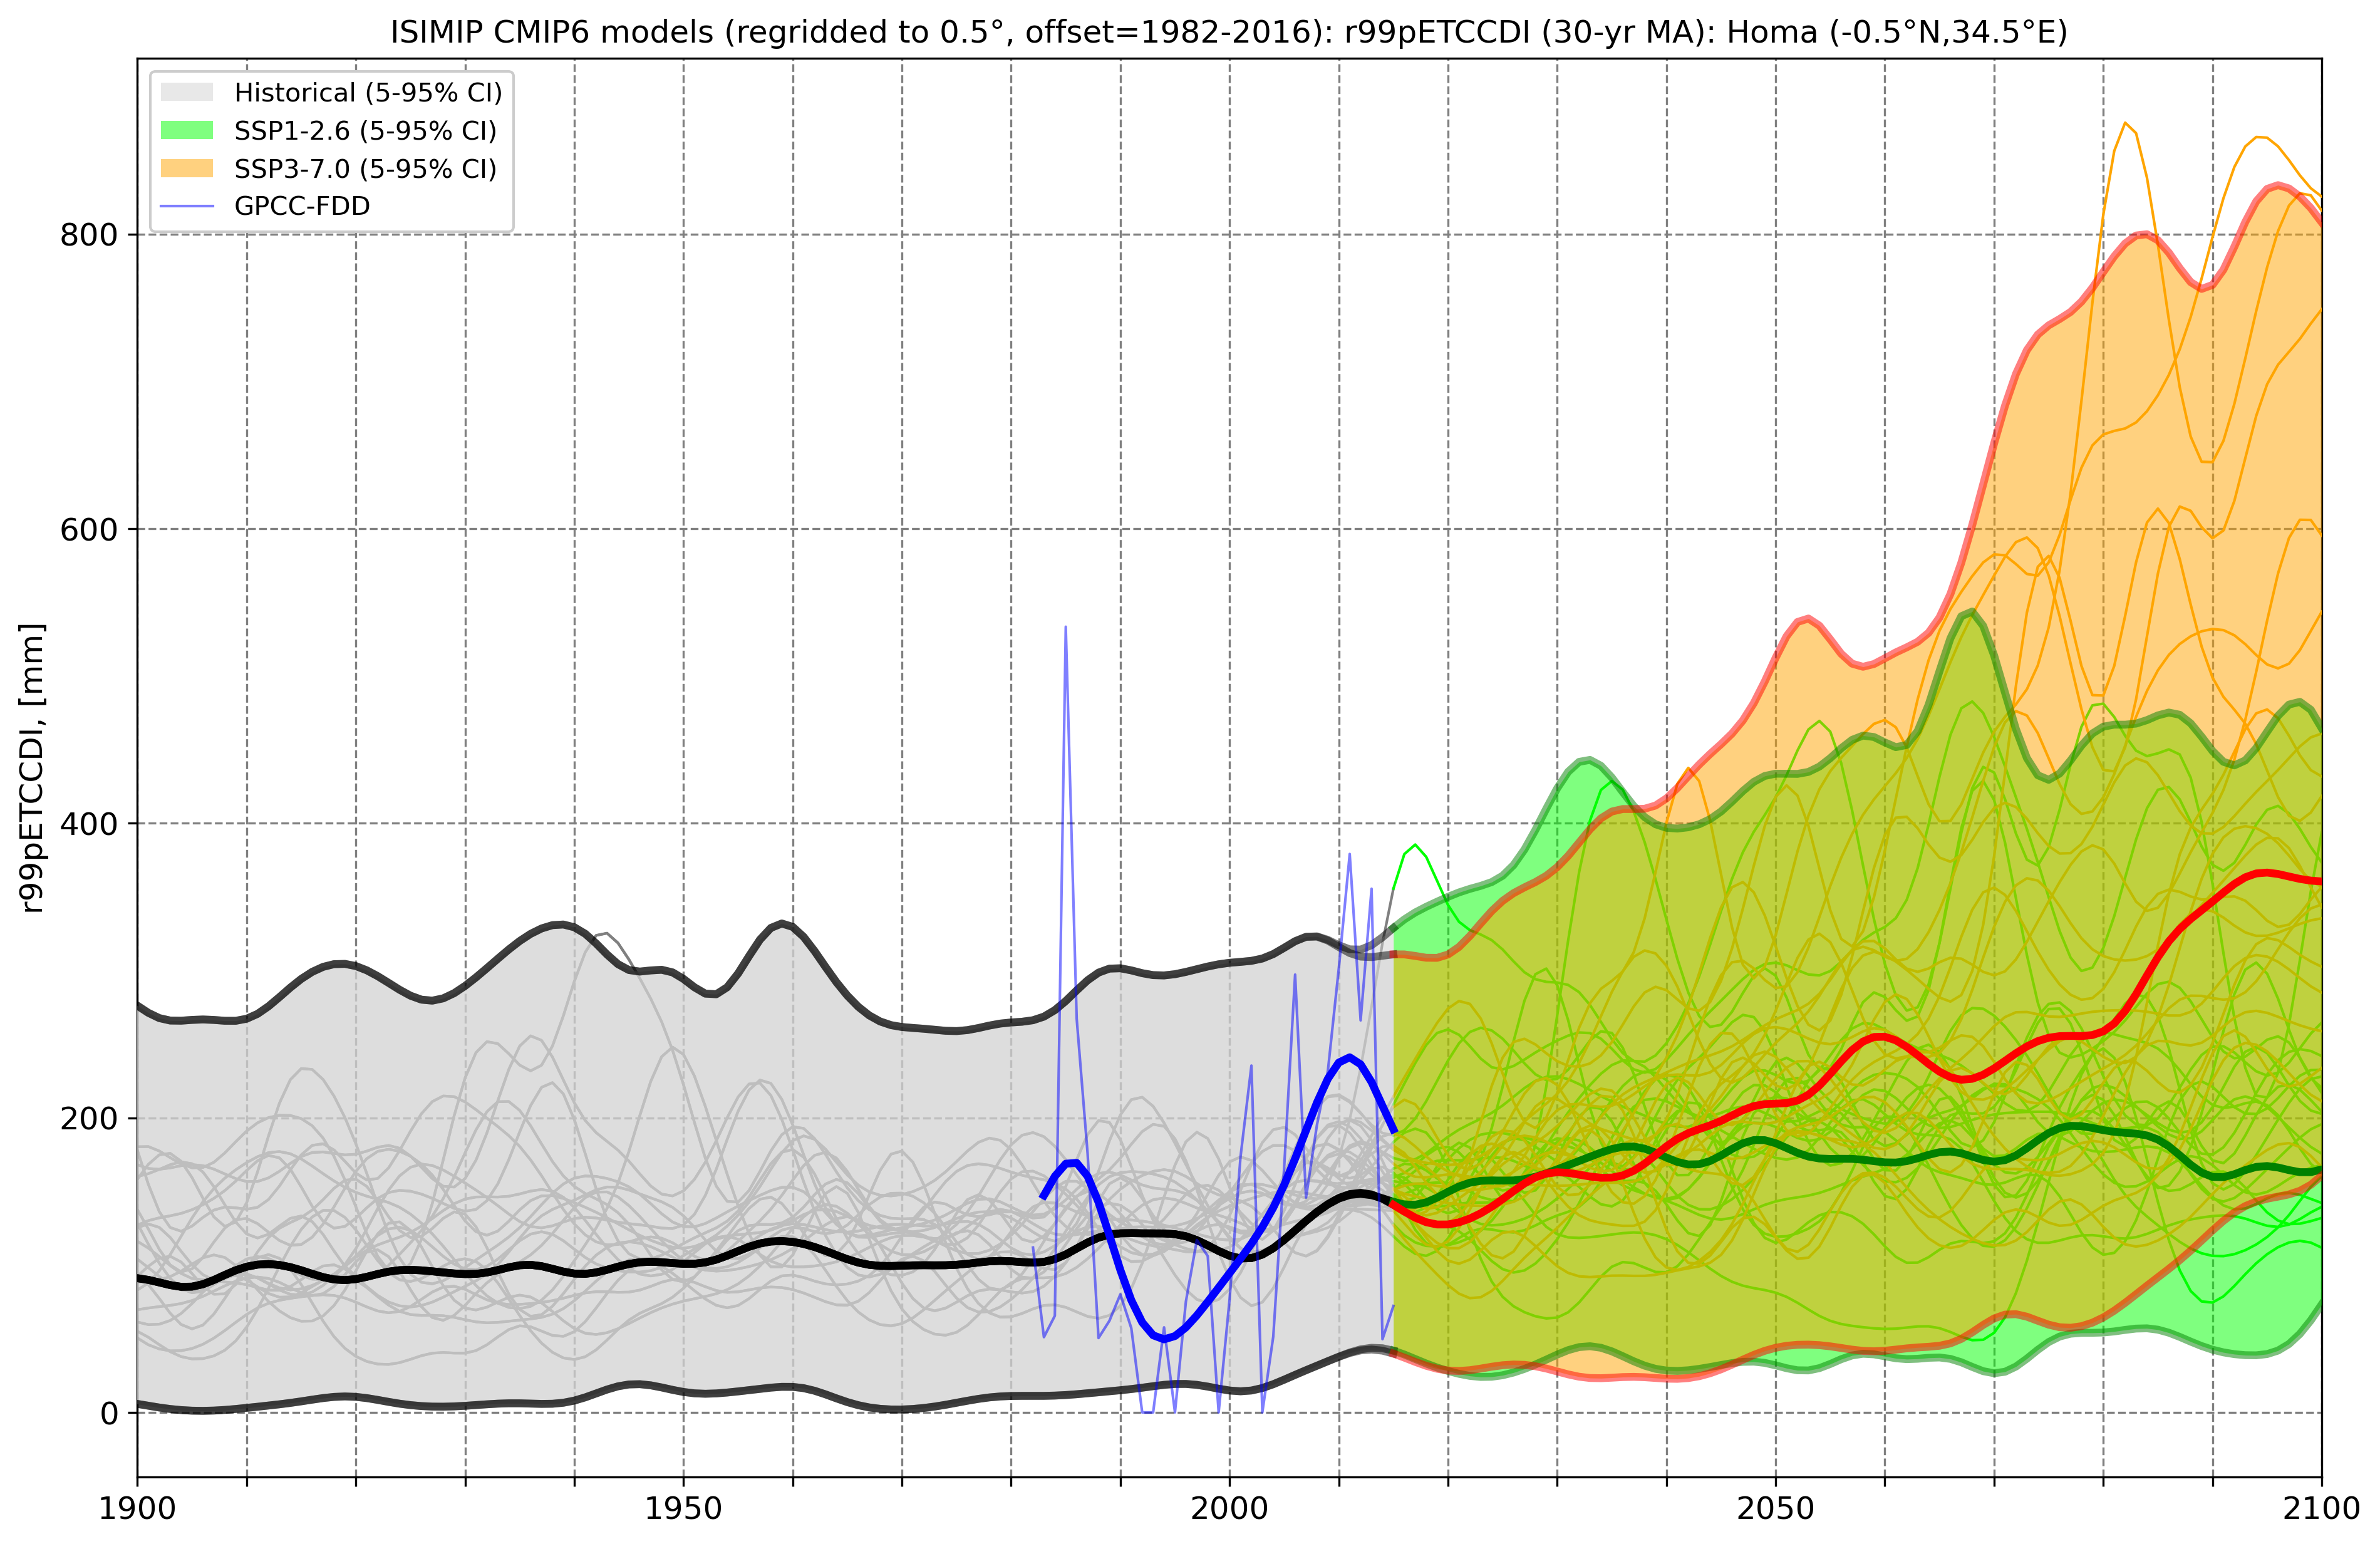 ISIMIP CMIP6 models (regridded to 0.5°, offset=1982-2016): r99pETCCDI (30-yr MA): Homa (-0.5°N,34.5°E)
Historical (5-95% CI)
SSP1-2.6 (5-95% CI)
SSP3-7.0 (5-95% CI)
GPCC-FDD
r99pETCCDI, [mm]
800
600
400
200
0
1900
1950
2000
2050
2100